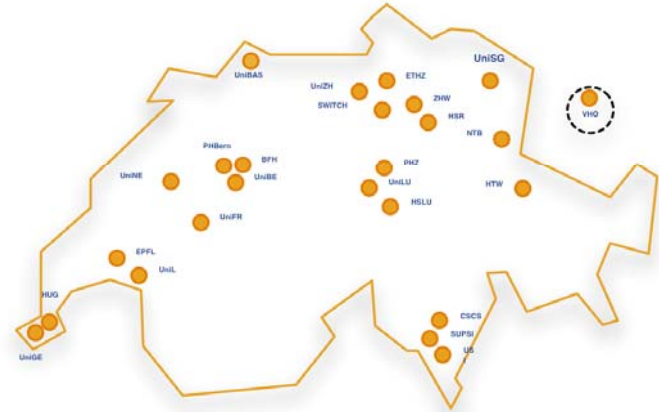 UniSG
UniBAS
ETHZ
UniZH
SWITCH
ZHW
HSR
VHO
NTB
PHBern
BFH
PHZ
UniNE
UniBE
UniLU
HTW
HSLU
UniFR
EPFL
UniL
HUG
CSCS
SUPSI
US
I
UniGE